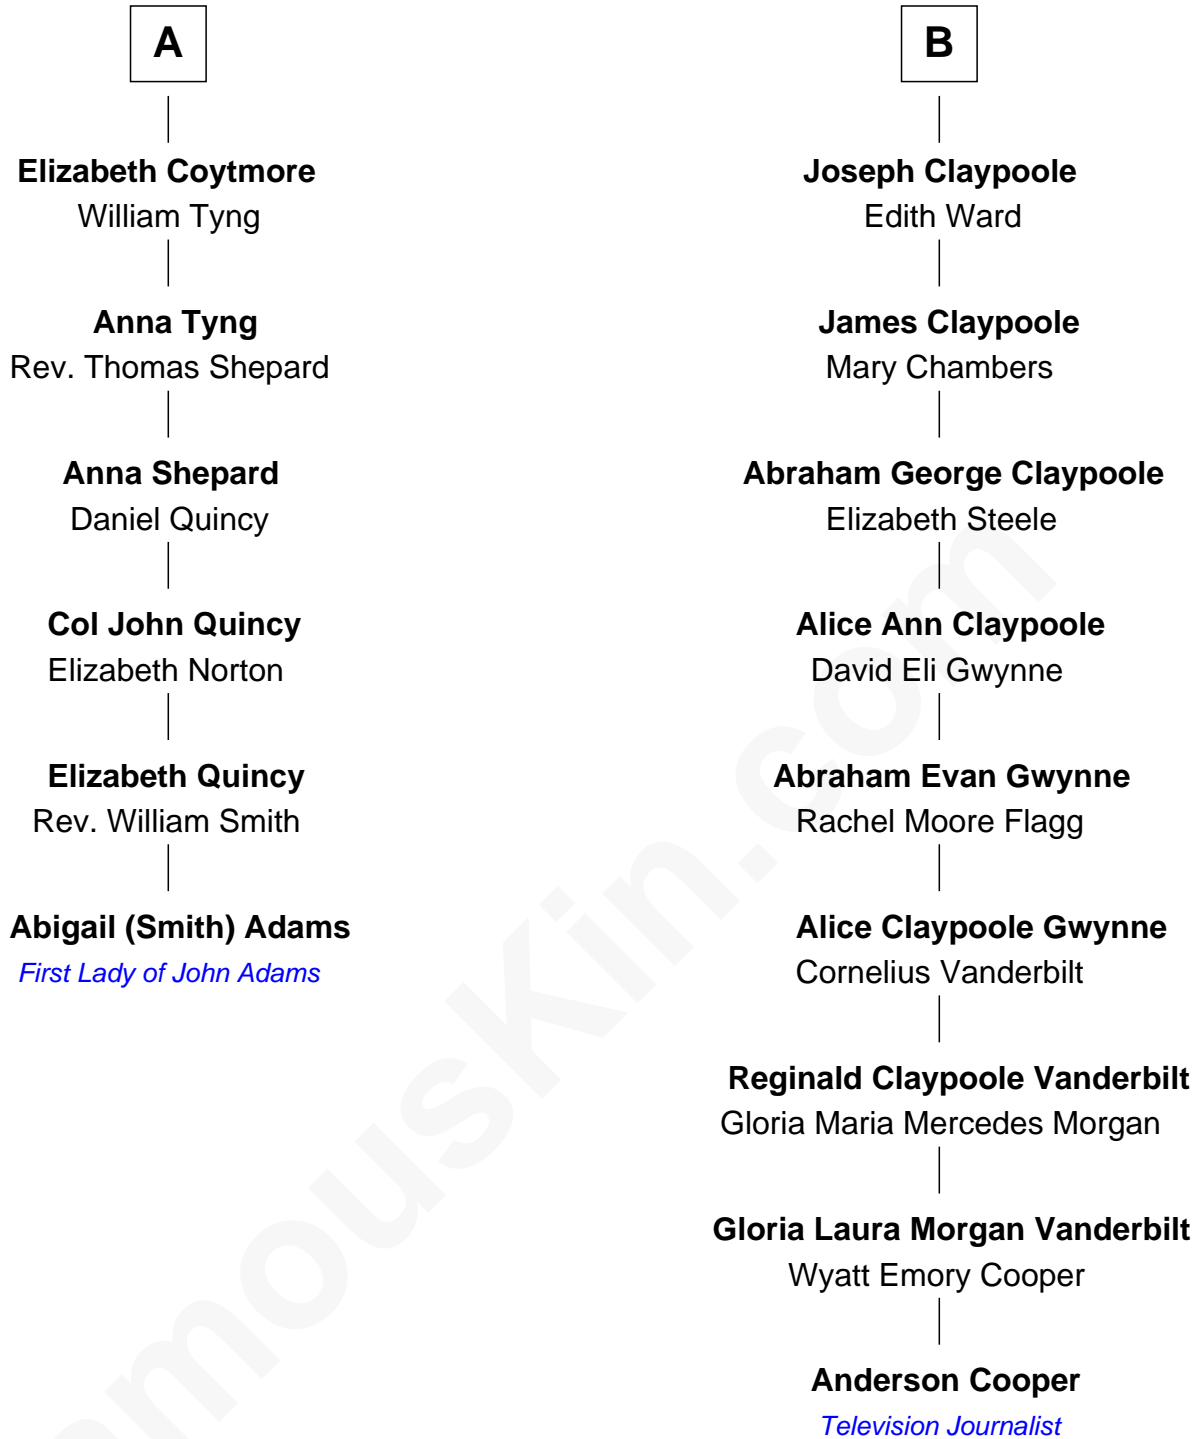 A
Elizabeth Coytmore
William Tyng
Anna Tyng
Rev. Thomas Shepard
Anna Shepard
Daniel Quincy
Col John Quincy
Elizabeth Norton
Elizabeth Quincy
Rev. William Smith
Abigail (Smith) Adams
First Lady of John Adams
B
Joseph Claypoole
Edith Ward
James Claypoole
Mary Chambers
Abraham George Claypoole
Elizabeth Steele
Alice Ann Claypoole
David Eli Gwynne
Abraham Evan Gwynne
Rachel Moore Flagg
Alice Claypoole Gwynne
Cornelius Vanderbilt
Reginald Claypoole Vanderbilt
Gloria Maria Mercedes Morgan
Gloria Laura Morgan Vanderbilt
Wyatt Emory Cooper
Anderson Cooper
Television Journalist
amousKin.com